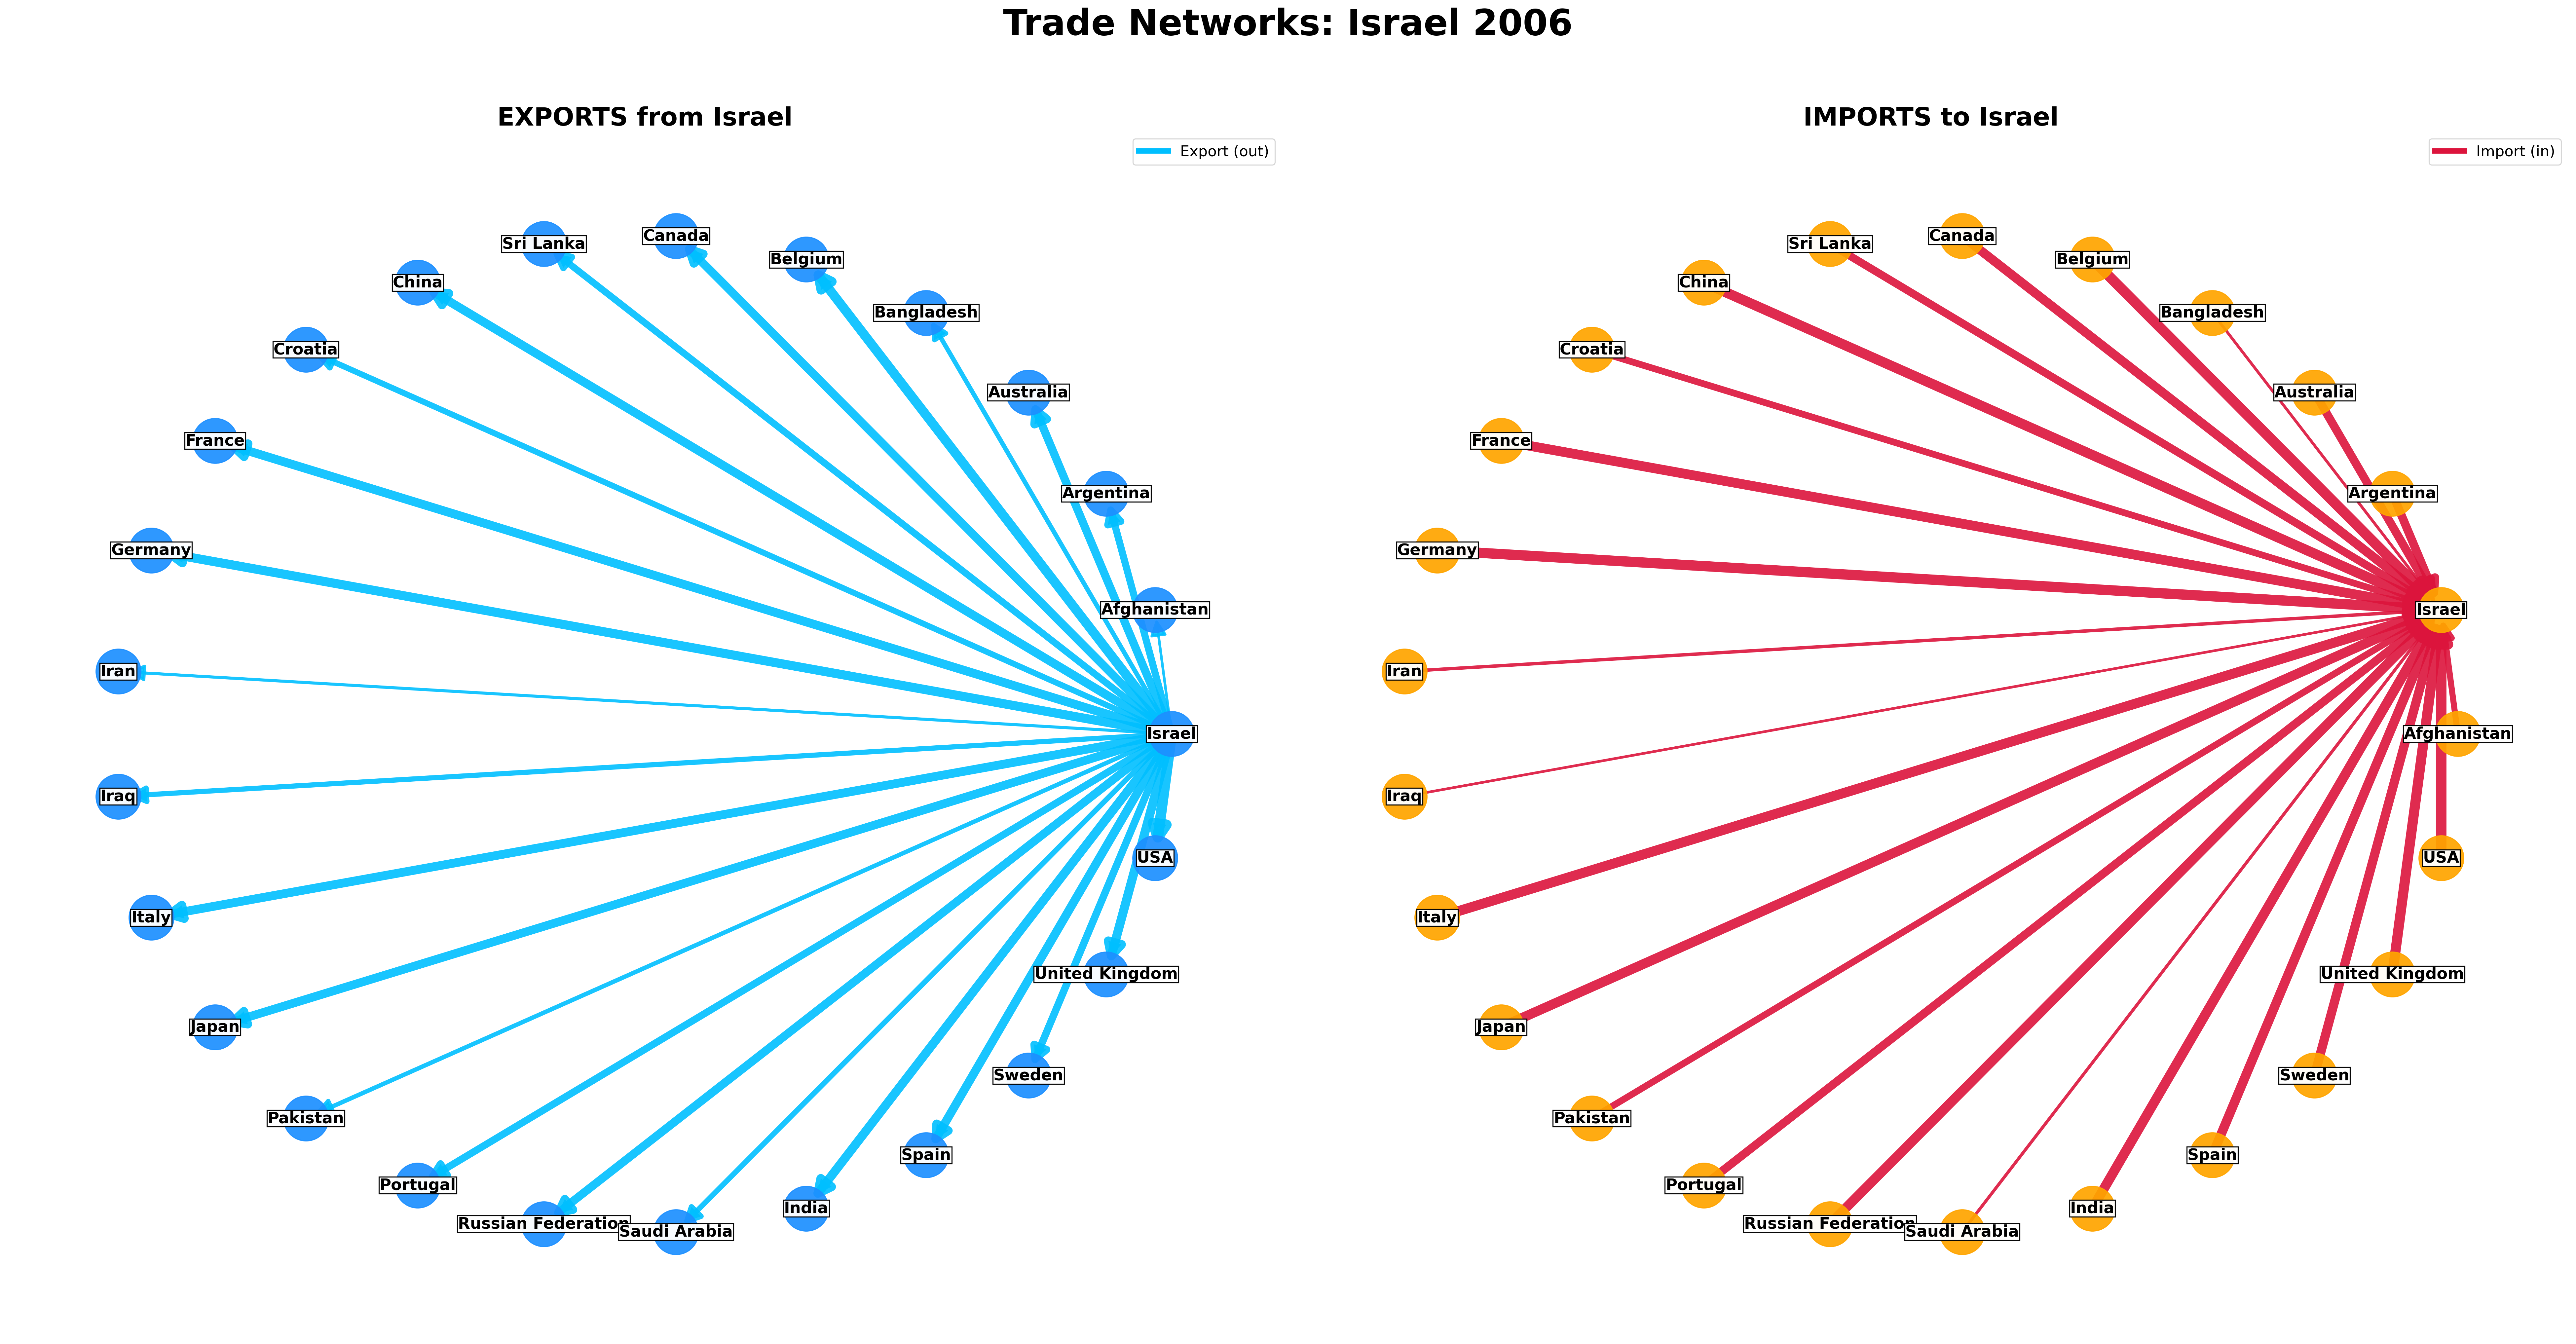 Trade Networks: Israel 2006
EXPORTS from Israel
Export (out)
Canada
Sri Lanka
Belgium
China
Bangladesh
Croatia
Australia
France
Argentina
Germany
Afghanistan
Iran
Israel
Iraq
USA
Italy
United Kingdom
Japan
Sweden
Pakistan
Spain
Portugal
India
Russian Federation
Saudi Arabia
IMPORTS to Israel
Import (in)
Canada
Sri Lanka
Belgium
China
Bangladesh
Croatia
Australia
France
Argentina
Germany
Israel
Iran
Afghanistan
Iraq
USA
Italy
United Kingdom
Japan
Sweden
Pakistan
Spain
Portugal
India
Russian Federation
Saudi Arabia